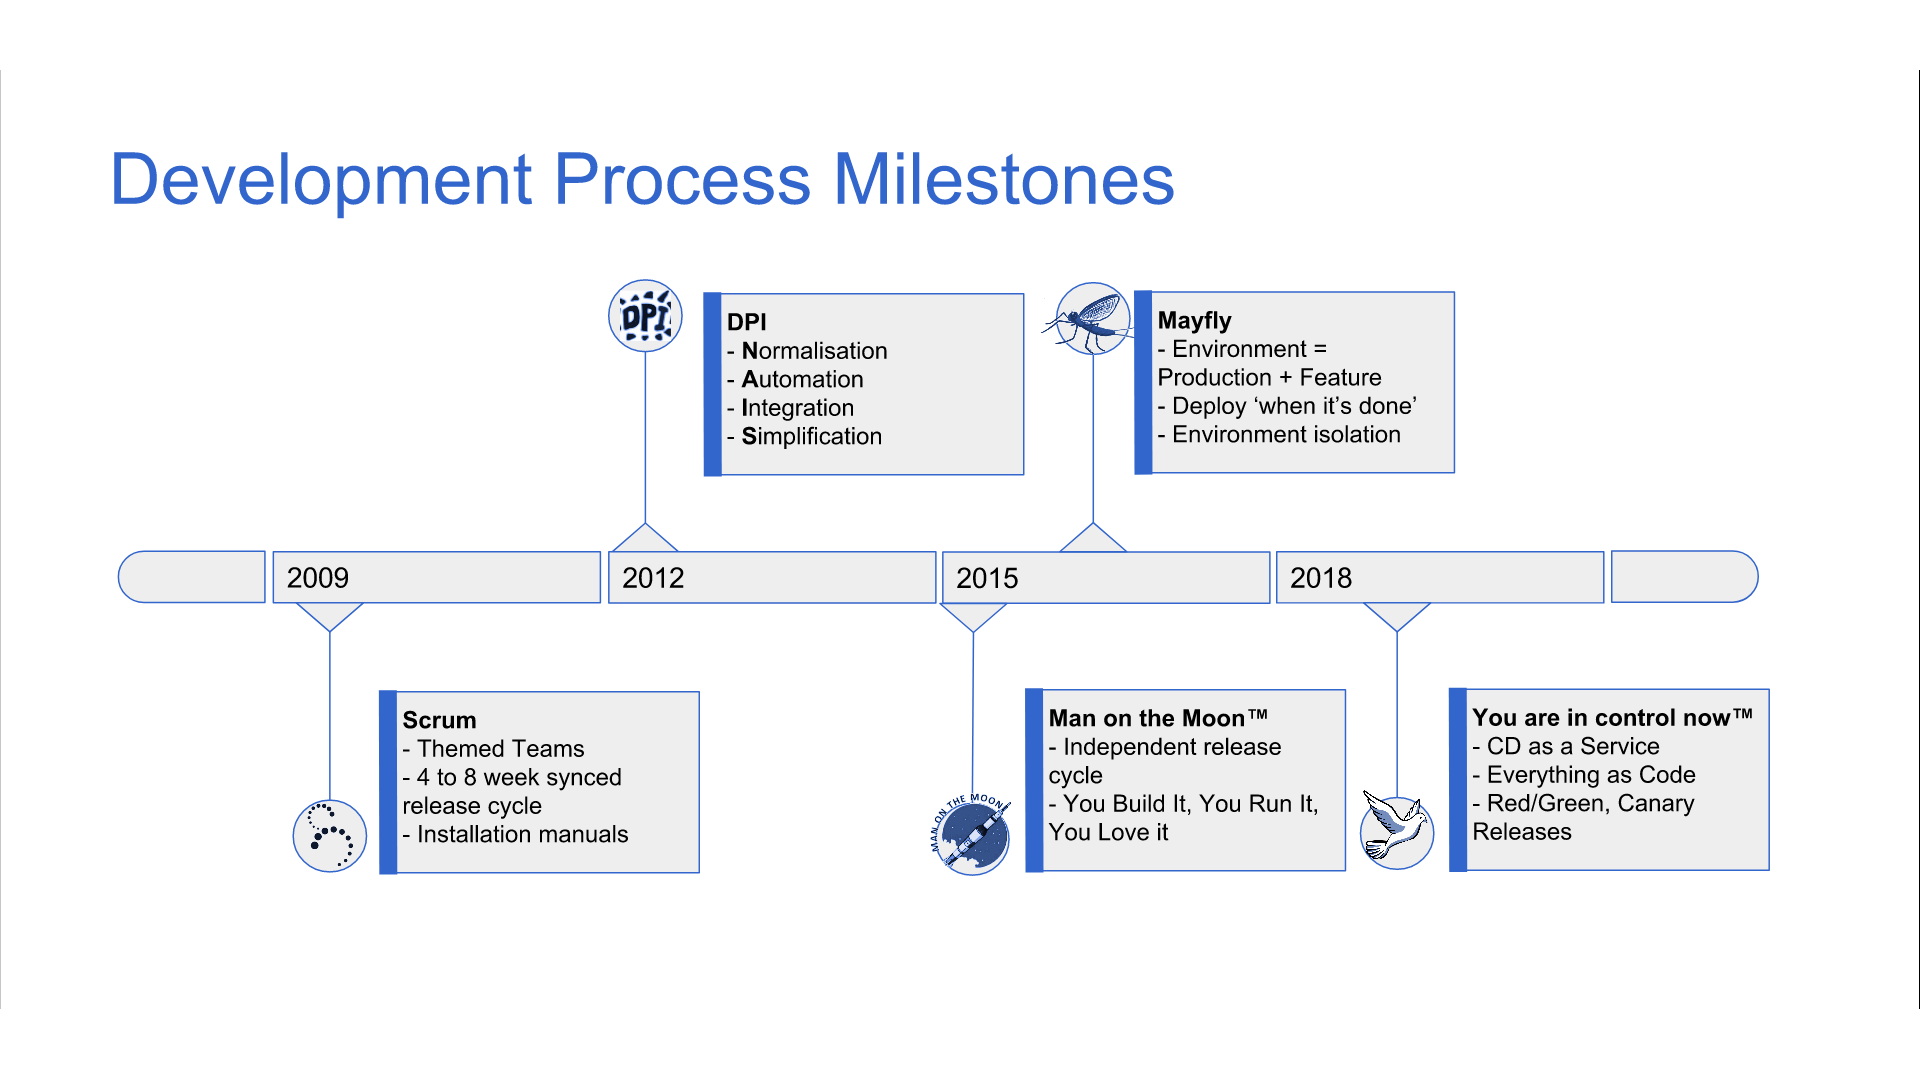 Development Process Milestones
DPI
DPI
- Normalisation
- Automation
- Integration
- Simplification
Mayfly
- Environment =
Production + Feature
- Deploy ‘when it’s done’
- Environment isolation
2009
2012
2015
2018
Scrum
- Themed Teams
- 4 to 8 week synced
release cycle
- Installation manuals
MAN ON THE MOON
Man on the Moon™
- Independent release
cycle
- You Build It, You Run It,
You Love it
You are in control now™
- CD as a Service
- Everything as Code
- Red/Green, Canary
Releases